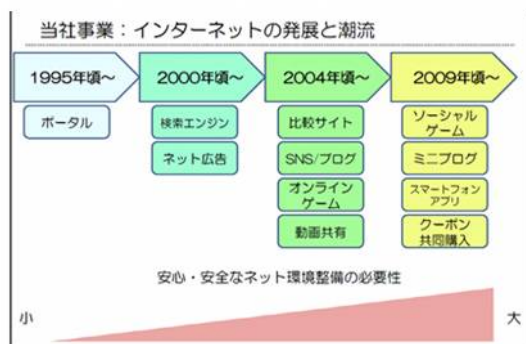 当社事業：インターネットの発展と潮流
1995年頃～
2000年頃～
2004年頃～
2009年頃～
ポータル
検索エンジン
ネット広告
比較サイト
SNS/ブログ
オンライン
ゲーム
動画共有
ソーシャル
ゲーム
ミニブログ
スマートフォン
アプリ
クーポン
共同購入
安心・安全なネット環境整備の必要性
小
大